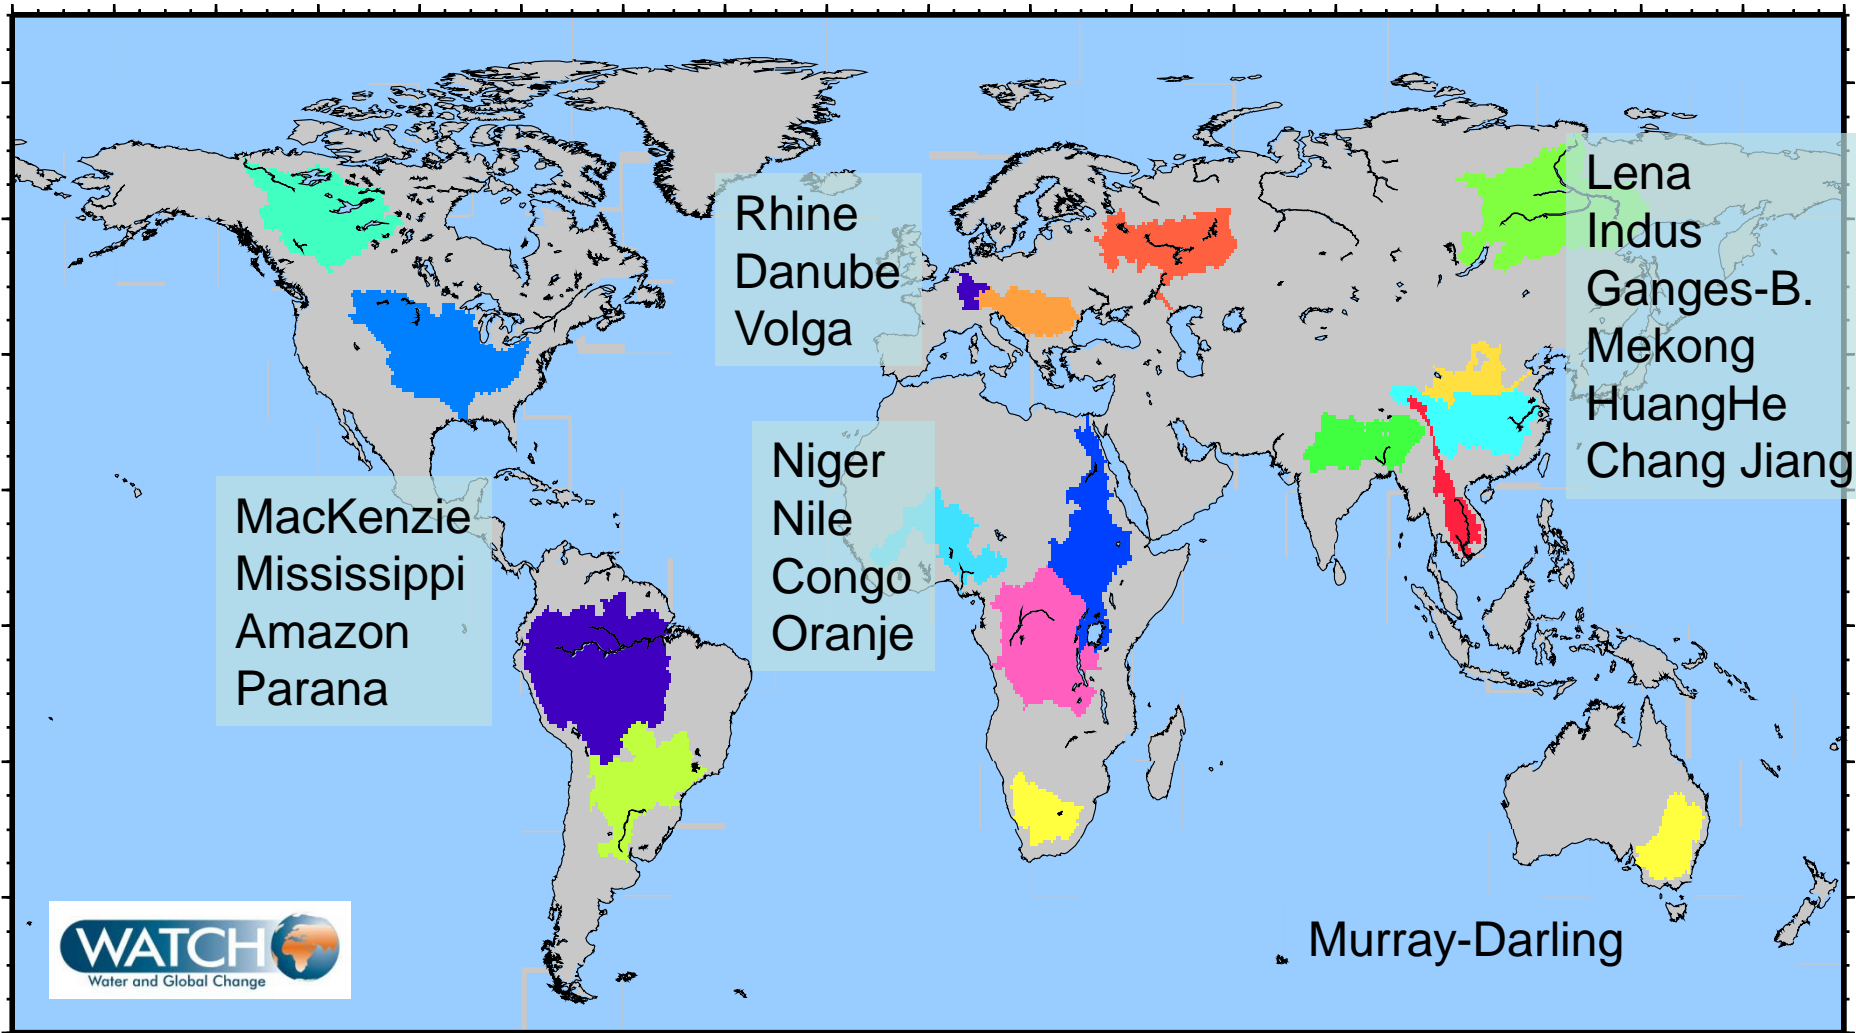 Rhine
Danube
Volga
Lena
Indus
Ganges-B.
Mekong
HuangHe
Chang Jiang
Niger
Nile
Congo
Oranje
MacKenzie
Mississippi
Amazon
Parana
Murray-Darling
WATCH
Water and Global Change